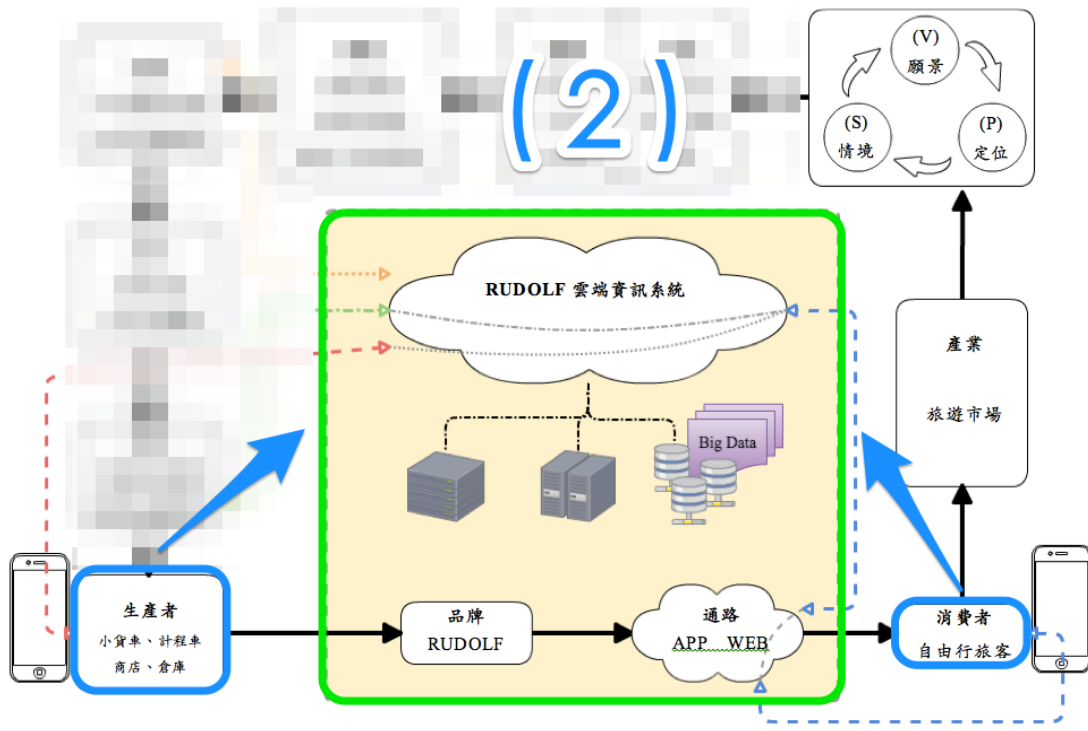 (2)
(V)
願景
(S)
情境
(P)
定位
RUDOLF 雲端資訊系統
產業
旅遊市場
Big Data
生產者
小貨車、計程車
商店、倉庫
品牌
RUDOLF
通路
APP WEB
消費者
自由行旅客